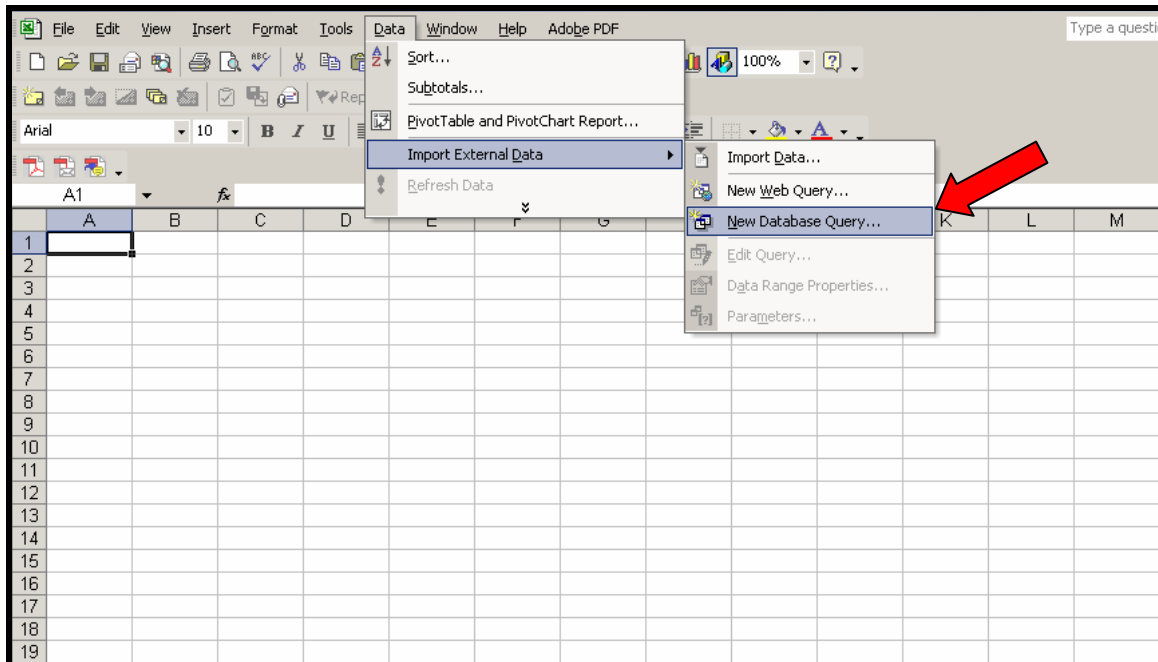 File Edit View Insert Format Tools Data Window Help Adobe PDF Type a questi
Sort...
100%
Subtotals...
Rep
PivotTable and PivotChart Report...
Arial 10 B I U
Import External Data
Import Data...
Refresh Data
New Web Query...
A1 fx
New Database Query...
A B C D E F G K L M
Edit Query...
Data Range Properties...
Parameters...
1
2
3
4
5
6
7
8
9
10
11
12
13
14
15
16
17
18
19